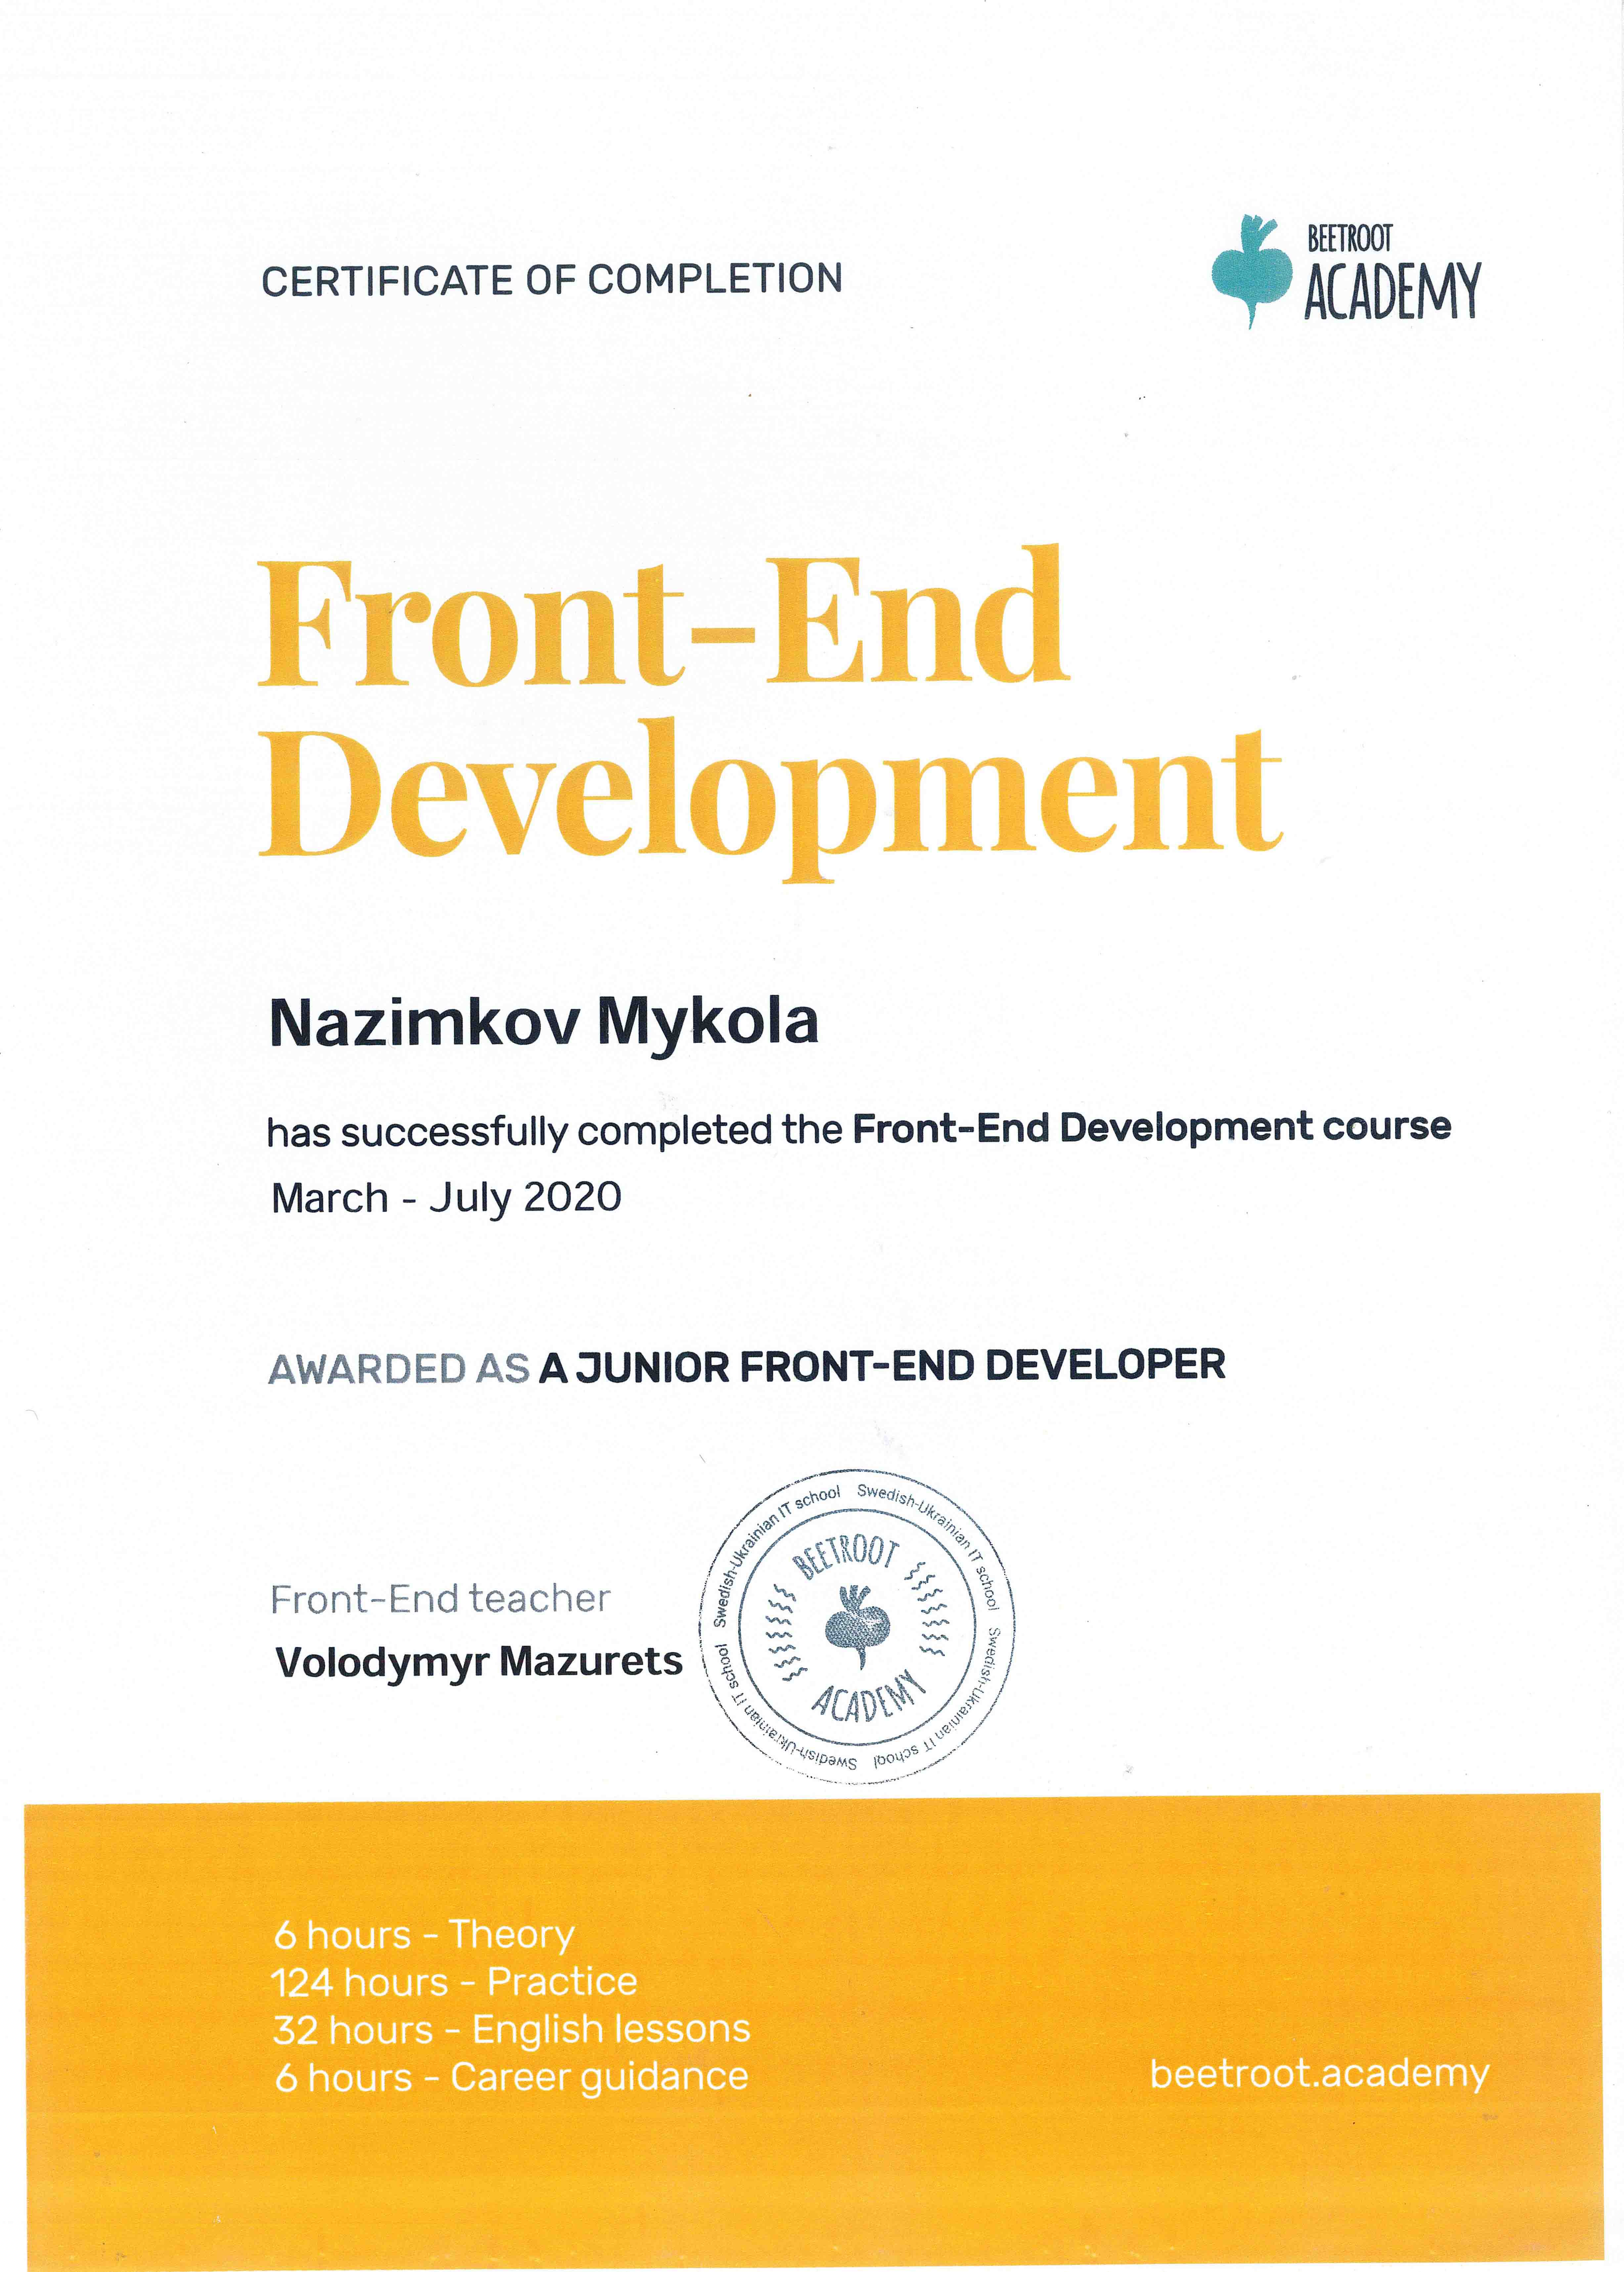 CERTIFICATE OF COMPLETION
BEETROOT
ACADEMY
Front-End
Development
Nazimkov Mykola
has successfully completed the Front-End Development course
March - July 2020
AWARDED AS A JUNIOR FRONT-END DEVELOPER
Front-End teacher
Volodymyr Mazurets
Swedish-Ukrainian IT school Swedish-Ukrainian IT school Swedish-Ukrainian IT school Swedish-Ukrainian IT school
BEETROOT
ACADEMY
6 hours - Theory
124 hours - Practice
32 hours - English lessons
6 hours - Career guidance
beetroot.academy